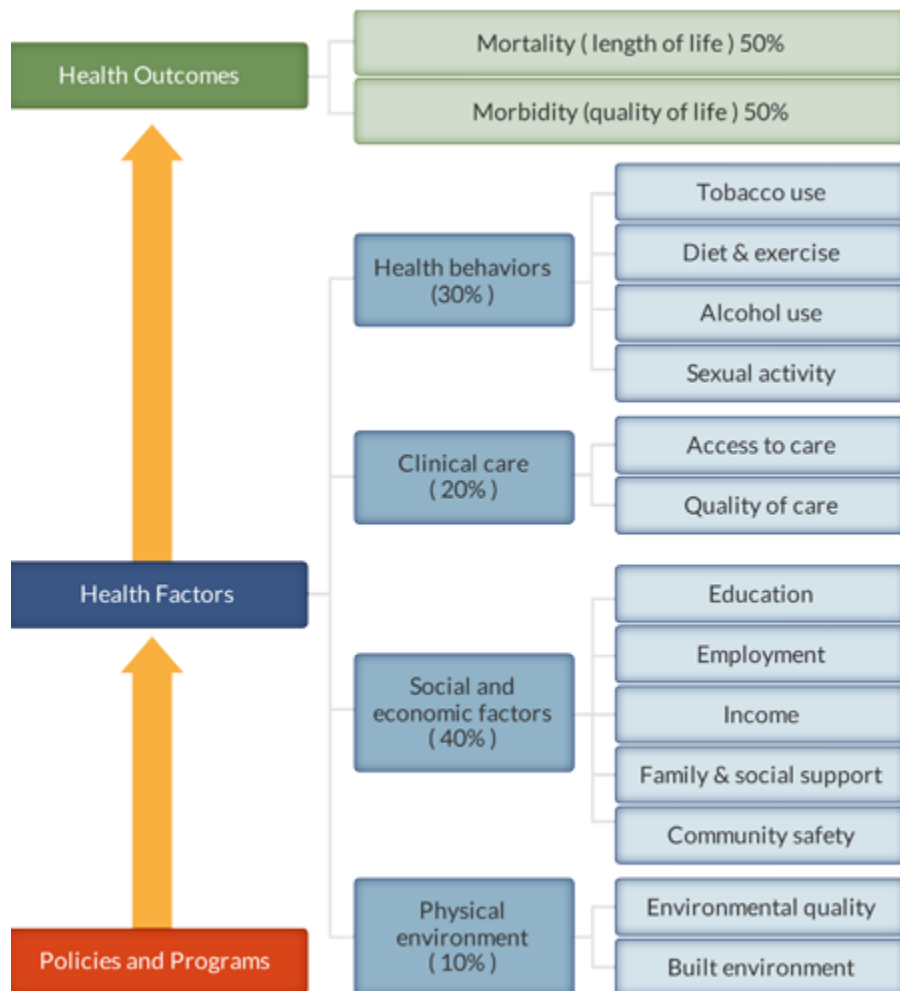 Health Outcomes
Mortality ( length of life ) 50%
Morbidity (quality of life ) 50%
Health Factors
Health behaviors
(30% )
Tobacco use
Diet & exercise
Alcohol use
Sexual activity
Clinical care
( 20% )
Access to care
Quality of care
Social and
economic factors
( 40% )
Education
Employment
Income
Family & social support
Community safety
Physical
environment
( 10% )
Environmental quality
Built environment
Policies and Programs